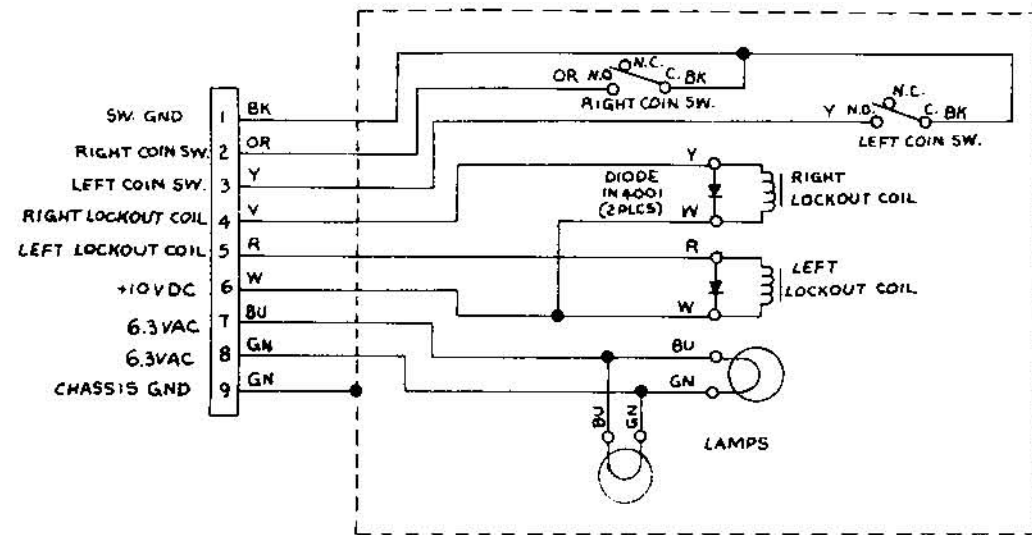 SW. GND 1 BK
RIGHT COIN SW. 2 OR
LEFT COIN SW. 3 Y
RIGHT LOCKOUT COIL 4 V
LEFT LOCKOUT COIL 5 R
+10VDC 6 W
6.3VAC 7 BU
6.3VAC 8 GN
CHASSIS GND 9 GN
N.C.
OR N.O. C. BK
RIGHT COIN SW.
N.C.
Y N.O. C. BK
LEFT COIN SW.
Y
DIODE
IN4001
(2PLCS)
W
RIGHT
LOCKOUT COIL
R
W
LEFT
LOCKOUT COIL
BU
GN
BU
GN
LAMPS